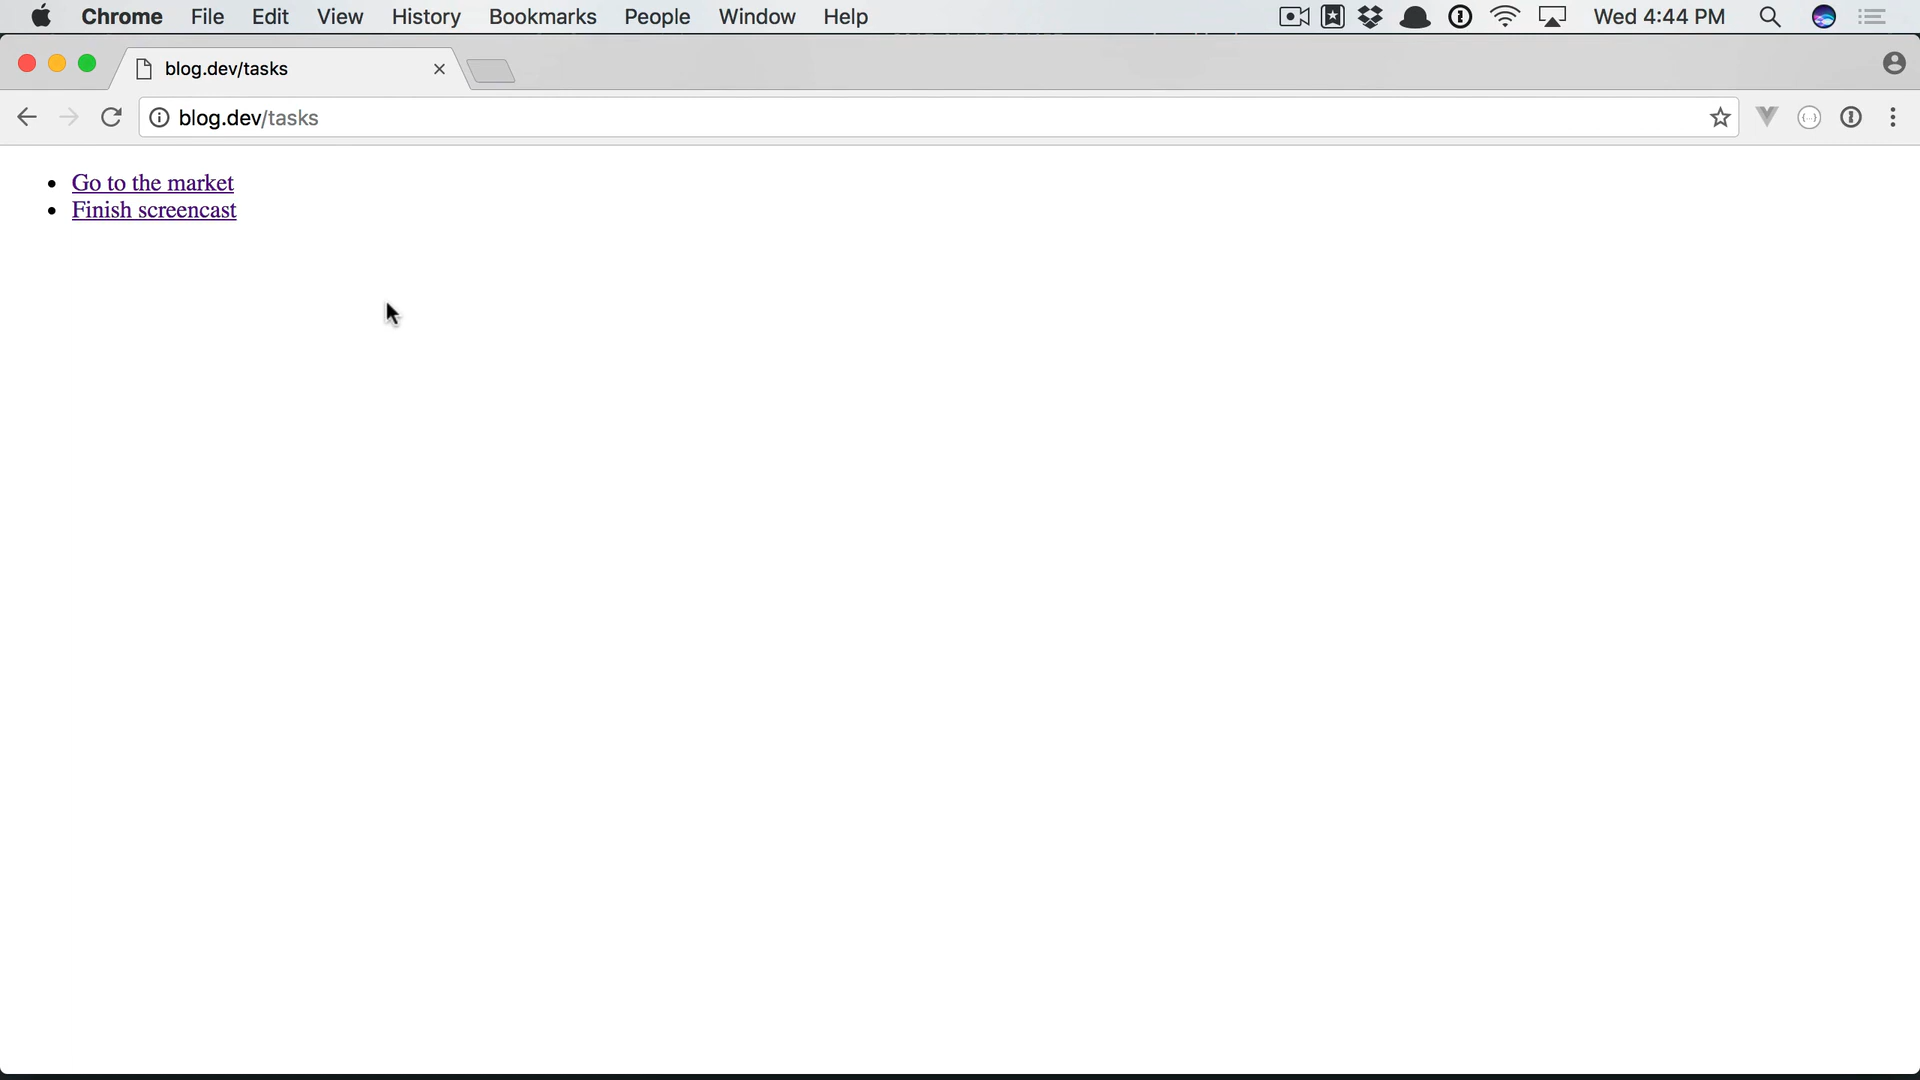 Chrome File Edit View History Bookmarks People Window Help Wed 4:44 PM
blog.dev/tasks
blog.dev/tasks
Go to the market
Finish screencast